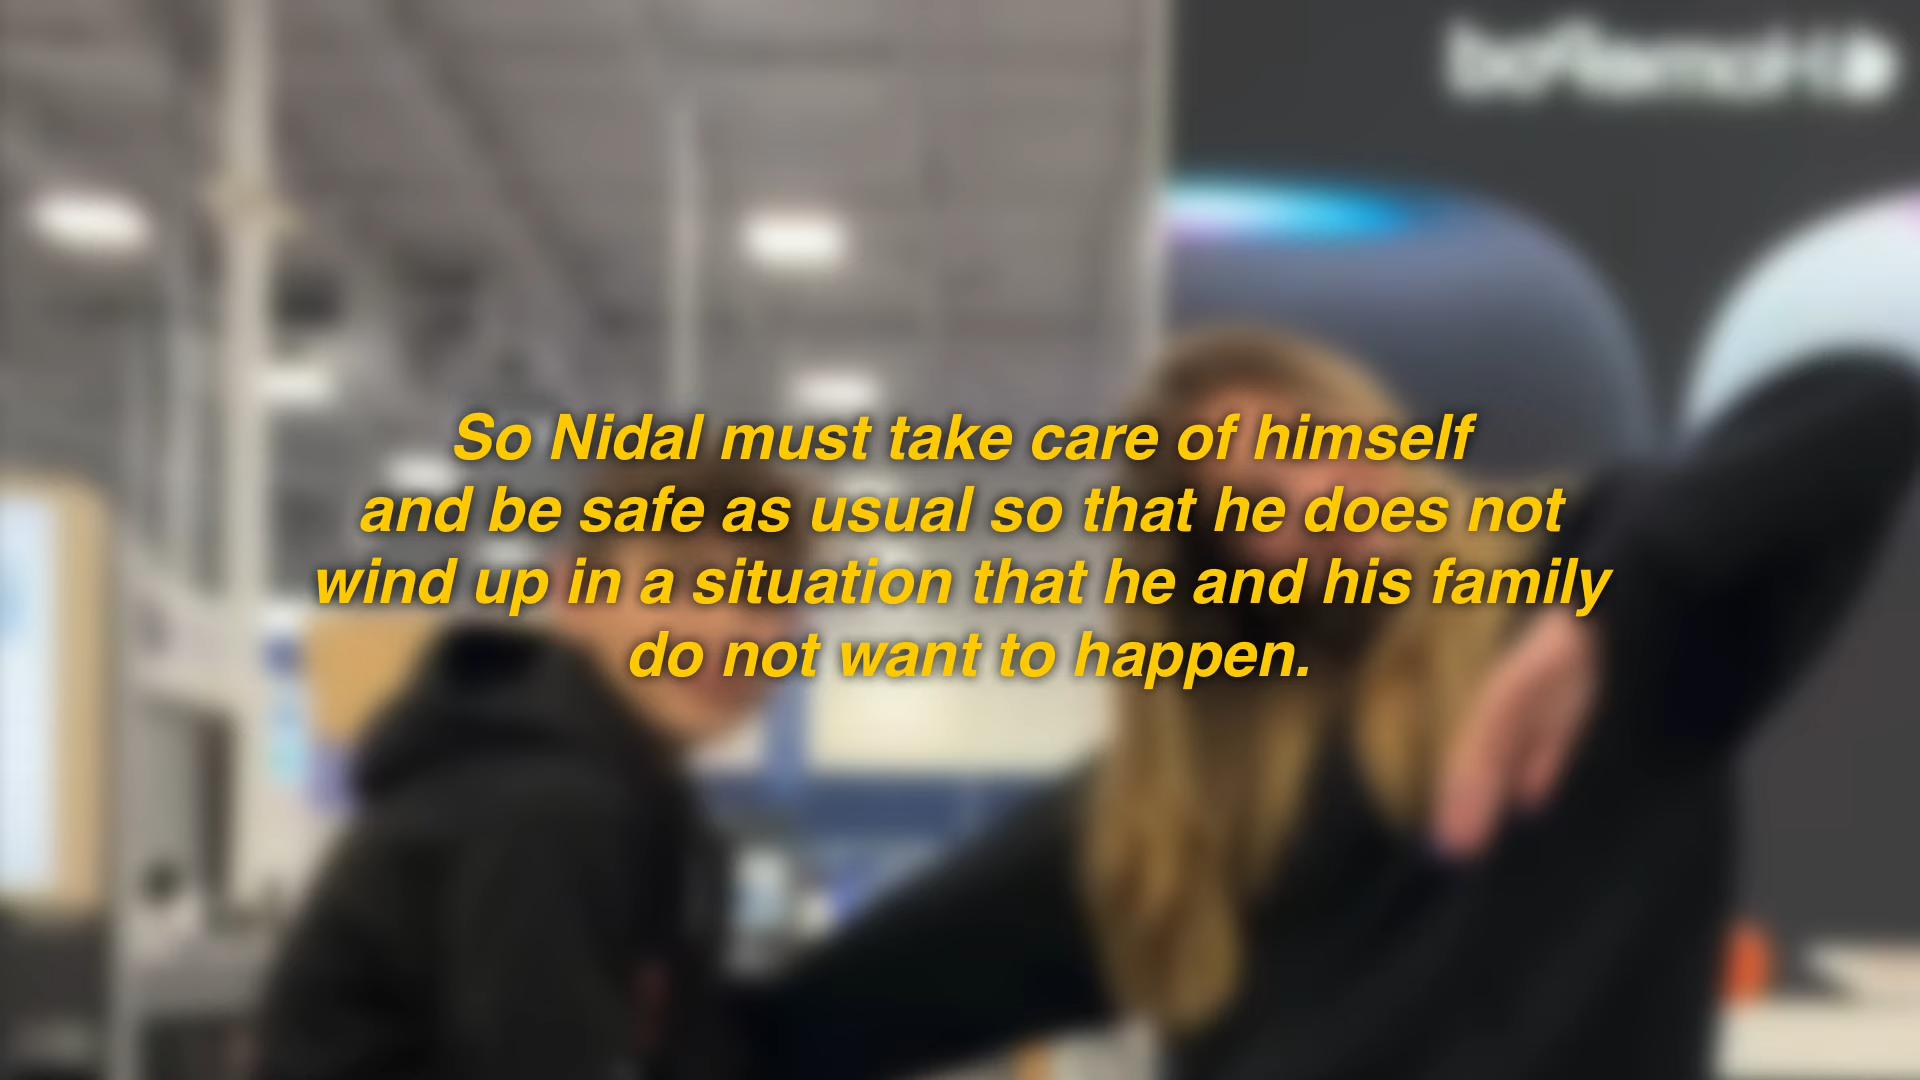 So Nidal must take care of himself
and be safe as usual so that he does not
wind up in a situation that he and his family
do not want to happen.